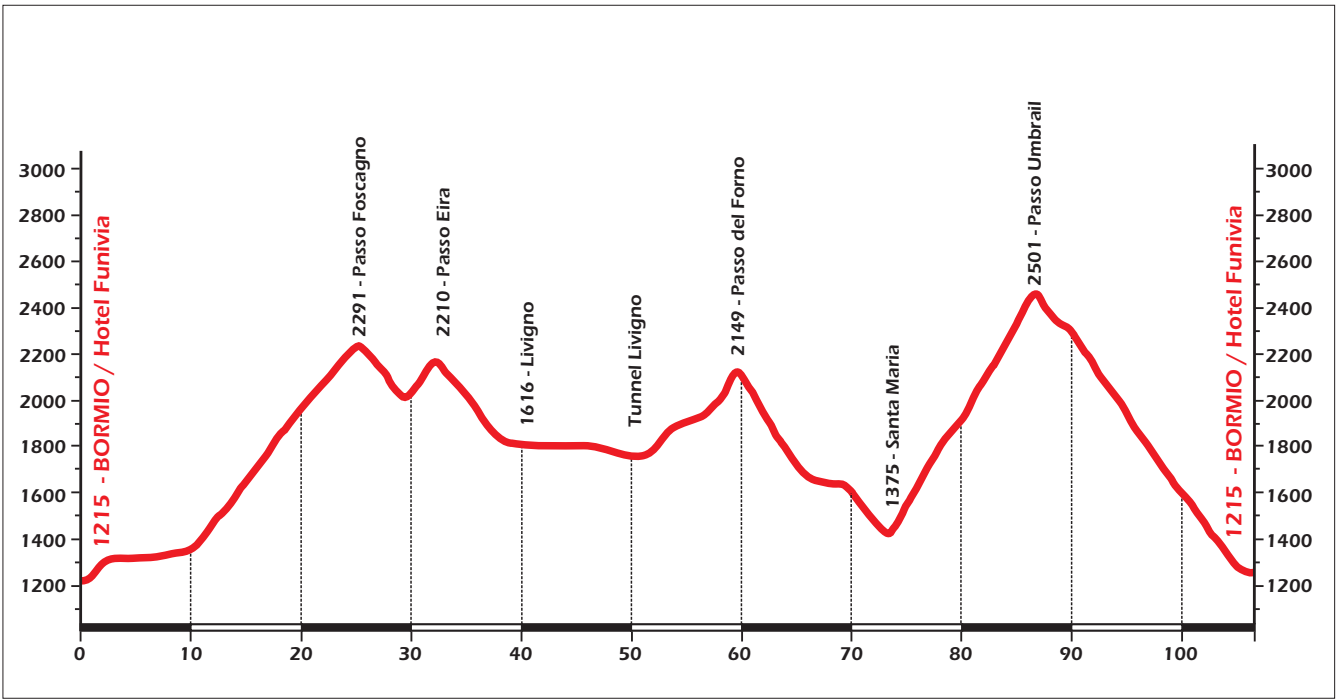 3000
2800
2600
2400
2200
2000
1800
1600
1400
1200
1215 - BORMIO / Hotel Funivia
2291 - Passo Foscagno
2210 - Passo Eira
1616 - Livigno
Tunnel Livigno
2149 - Passo del Forno
1375 - Santa Maria
2501 - Passo Umbrail
1215 - BORMIO / Hotel Funivia
3000
2800
2600
2400
2200
2000
1800
1600
1400
1200
0 10 20 30 40 50 60 70 80 90 100